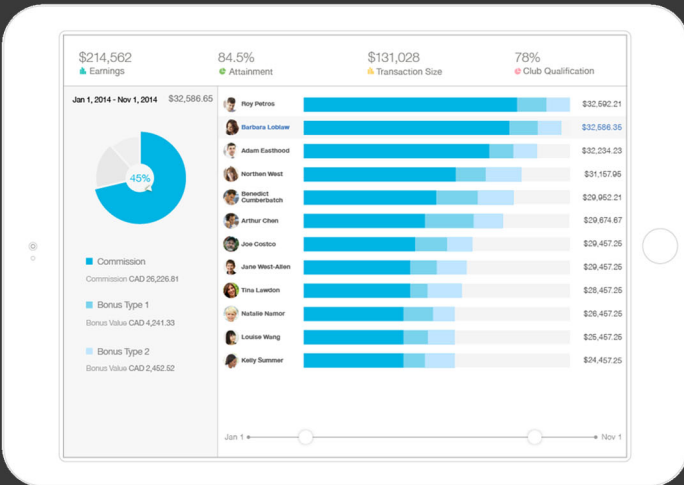 $214,562
Earnings
84.5%
Attainment
$131,028
Transaction Size
78%
Club Qualification
Jan 1, 2014 - Nov 1, 2014 $32,586.65
45%
Commission
Commission CAD 26,226.81
Bonus Type 1
Bonus Value CAD 4,241.33
Bonus Type 2
Bonus Value CAD 2,452.52
Roy Petros $32,592.21
Barbara Loblaw $32,586.35
Adam Easthood $32,234.23
Northen West $31,157.95
Benedict
Cumberbatch $29,952.21
Arthur Chen $29,674.67
Joe Costco $29,457.25
Jane West-Allen $29,457.25
Tina Lawdon $28,457.25
Natalie Namor $26,457.25
Louise Wang $25,457.25
Kelly Summer $24,457.25
Jan 1 Nov 1